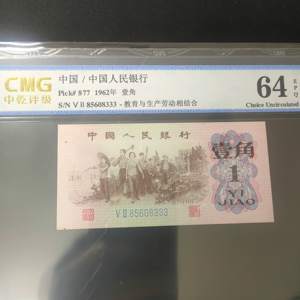 CMG
中乾评级
中国 / 中国人民银行
Pick# 877 1962年 壹角
S/N V II 85608333 - 教育与生产劳动相结合
64 EPQ
Choice Uncirculated
中国人民银行
壹角
1
YI
JIAO
V II 85608333